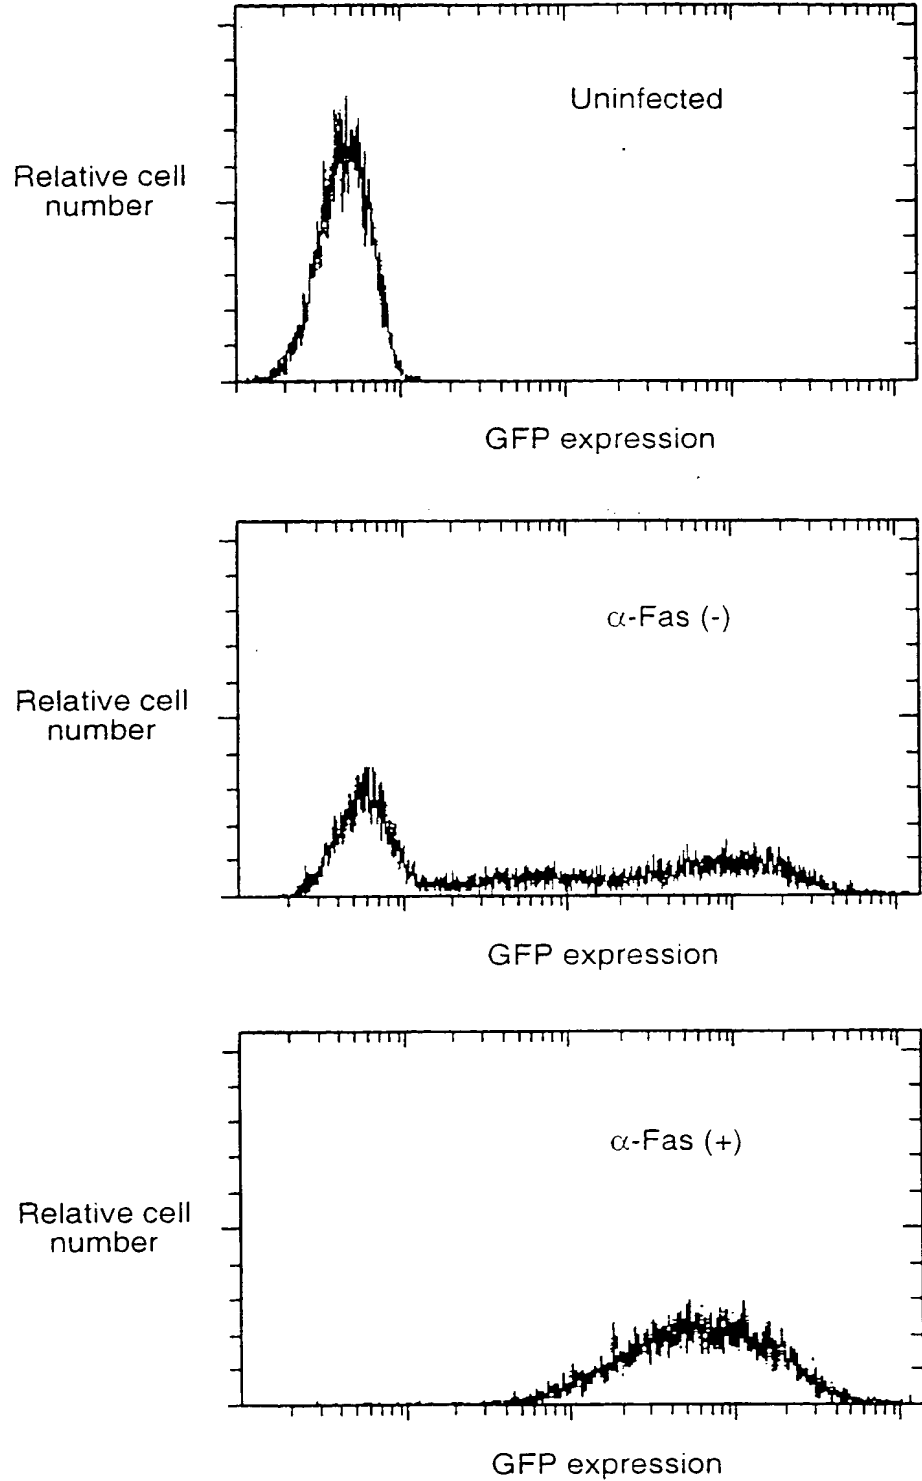 Uninfected
Relative cell
number
GFP expression
α-Fas (-)
Relative cell
number
GFP expression
α-Fas (+)
Relative cell
number
GFP expression